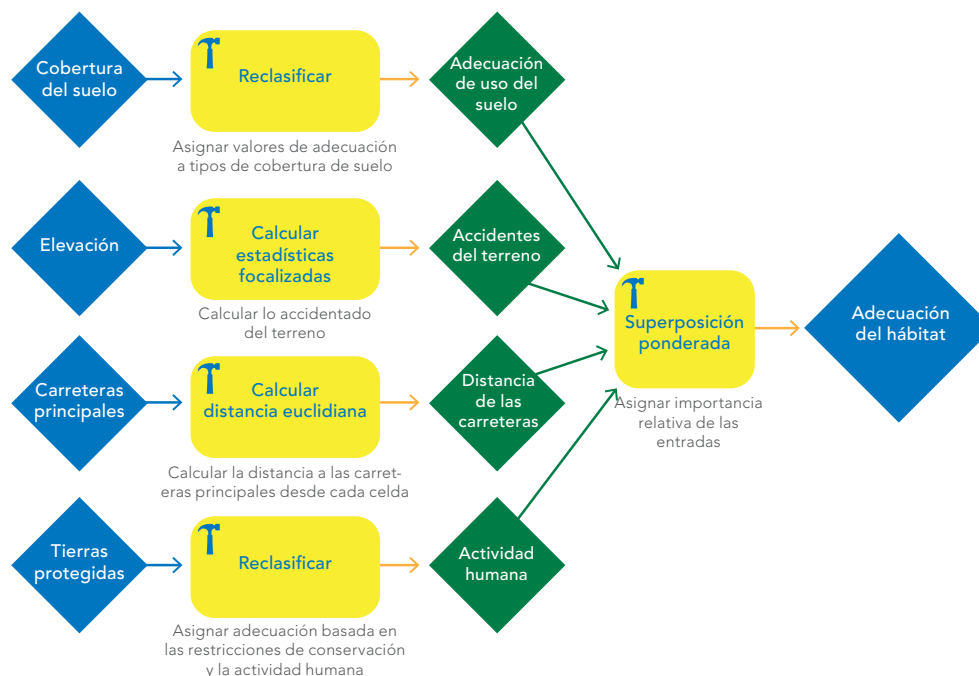 Cobertura
del suelo
Reclasificar
Asignar valores de adecuación
a tipos de cobertura de suelo
Adecuación
de uso del
suelo
Elevación
Calcular
estadísticas
focalizadas
Calcular lo accidentado
del terreno
Accidentes
del terreno
Carreteras
principales
Calcular
distancia euclidiana
Calcular la distancia a las carret-
eras principales desde cada celda
Distancia
de las
carreteras
Tierras
protegidas
Reclasificar
Asignar adecuación basada en
las restricciones de conservación
y la actividad humana
Actividad
humana
Superposición
ponderada
Asignar importancia
relativa de las
entradas
Adecuación
del hábitat